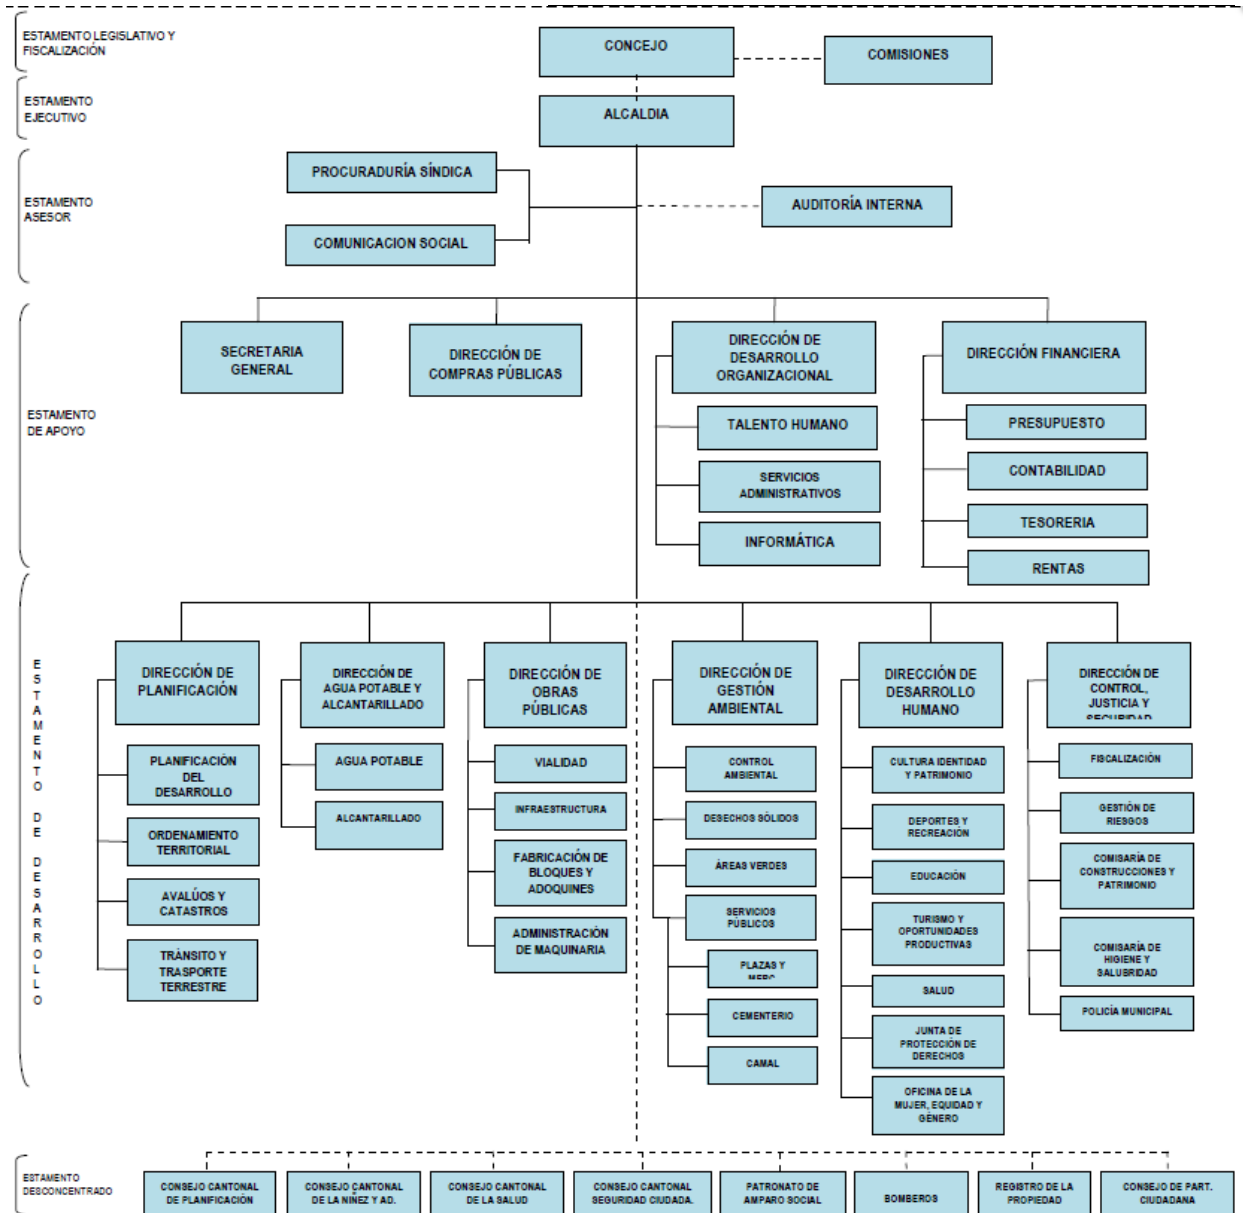 ESTAMENTO LEGISLATIVO Y
FISCALIZACIÓN
CONCEJO
COMISIONES
ESTAMENTO
EJECUTIVO
ALCALDIA
ESTAMENTO
ASESOR
PROCURADURÍA SÍNDICA
AUDITORÍA INTERNA
COMUNICACION SOCIAL
ESTAMENTO
DE APOYO
SECRETARIA
GENERAL
DIRECCIÓN DE
COMPRAS PÚBLICAS
DIRECCIÓN DE
DESARROLLO
ORGANIZACIONAL
TALENTO HUMANO
SERVICIOS
ADMINISTRATIVOS
INFORMÁTICA
DIRECCIÓN FINANCIERA
PRESUPUESTO
CONTABILIDAD
TESORERIA
RENTAS
ESTAMENTO DE DESARROLLO
DIRECCIÓN DE
PLANIFICACIÓN
PLANIFICACIÓN
DEL
DESARROLLO
ORDENAMIENTO
TERRITORIAL
AVALÚOS Y
CATASTROS
TRÀNSITO Y
TRASPORTE
TERRESTRE
DIRECCIÓN DE
AGUA POTABLE Y
ALCANTARILLADO
AGUA POTABLE
ALCANTARILLADO
DIRECCIÓN DE
OBRAS
PÚBLICAS
VIALIDAD
INFRAESTRUCTURA
FABRICACIÓN DE
BLOQUES Y
ADOQUINES
ADMINISTRACIÓN
DE MAQUINARIA
DIRECCIÓN DE
GESTIÓN
AMBIENTAL
CONTROL
AMBIENTAL
DESECHOS SÓLIDOS
ÁREAS VERDES
SERVICIOS
PÚBLICOS
PLAZAS Y
MERC
CEMENTERIO
CAMAL
DIRECCIÓN DE
DESARROLLO
HUMANO
CULTURA IDENTIDAD
Y PATRIMONIO
DEPORTES Y
RECREACIÓN
EDUCACIÓN
TURISMO Y
OPORTUNIDADES
PRODUCTIVAS
SALUD
JUNTA DE
PROTECCIÓN DE
DERECHOS
OFICINA DE LA
MUJER, EQUIDAD Y
GÉNERO
DIRECCIÓN DE
CONTROL,
JUSTICIA Y
SEGURIDAD
FISCALIZACIÓN
GESTIÓN DE
RIESGOS
COMISARÍA DE
CONSTRUCCIONES Y
PATRIMONIO
COMISARÍA DE
HIGIENE Y
SALUBRIDAD
POLICÍA MUNICIPAL
ESTAMENTO
DESCONCENTRADO
CONSEJO CANTONAL
DE PLANIFICACIÓN
CONSEJO CANTONAL
DE LA NIÑEZ Y AD.
CONSEJO CANTONAL
DE LA SALUD
CONSEJO CANTONAL
SEGURIDAD CIUDADA.
PATRONATO DE
AMPARO SOCIAL
BOMBEROS
REGISTRO DE LA
PROPIEDAD
CONSEJO DE PART.
CIUDADANA